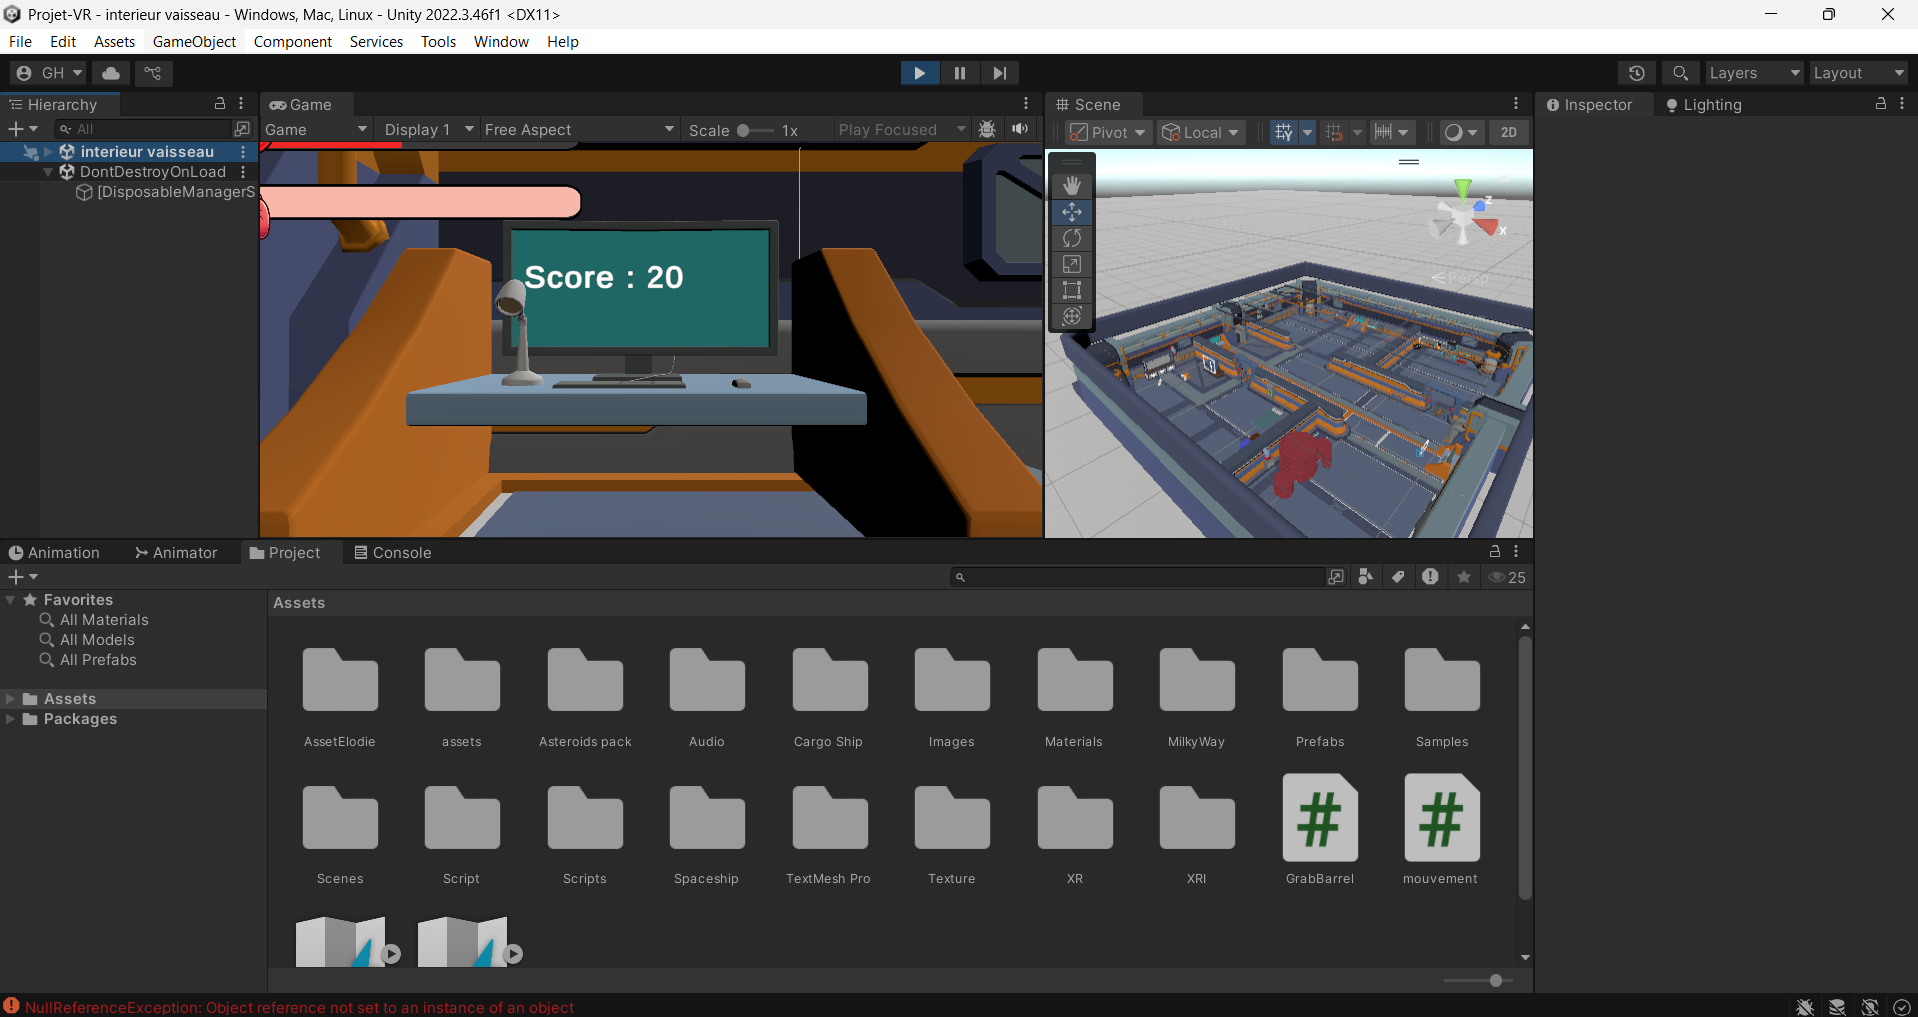 Projet-VR - interieur vaisseau - Windows, Mac, Linux - Unity 2022.3.46f1 <DX11>
File Edit Assets GameObject Component Services Tools Window Help
GH Layers Layout
Hierarchy
All
interieur vaisseau
DontDestroyOnLoad
[DisposableManagerS
Game
Game Display 1 Free Aspect Scale 1x Play Focused
Score : 20
Scene
Pivot Local 2D
z
x
Persp
Inspector Lighting
Animation Animator Project Console
25
Favorites
All Materials
All Models
All Prefabs
Assets
Packages
Assets
AssetElodie assets Asteroids pack Audio Cargo Ship Images Materials MilkyWay Prefabs Samples
Scenes Script Scripts Spaceship TextMesh Pro Texture XR XRI GrabBarrel mouvement
NullReferenceException: Object reference not set to an instance of an object